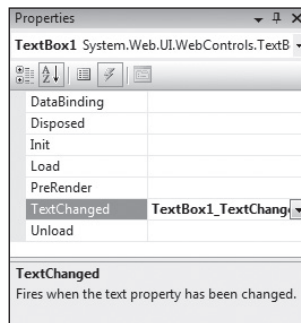 Properties
TextBox1 System.Web.UI.WebControls.TextB
DataBinding
Disposed
Init
Load
PreRender
TextChanged TextBox1_TextChang
Unload
TextChanged
Fires when the text property has been changed.